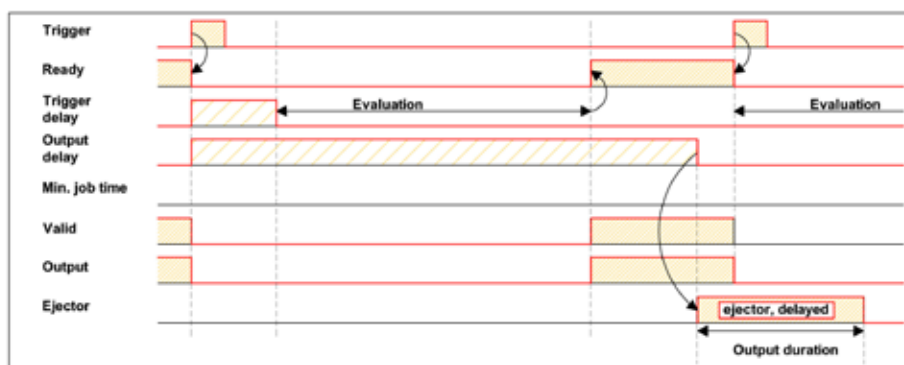 Trigger
Ready
Trigger
delay
Evaluation
Evaluation
Output
delay
Min. job time
Valid
Output
Ejector
ejector, delayed
Output duration